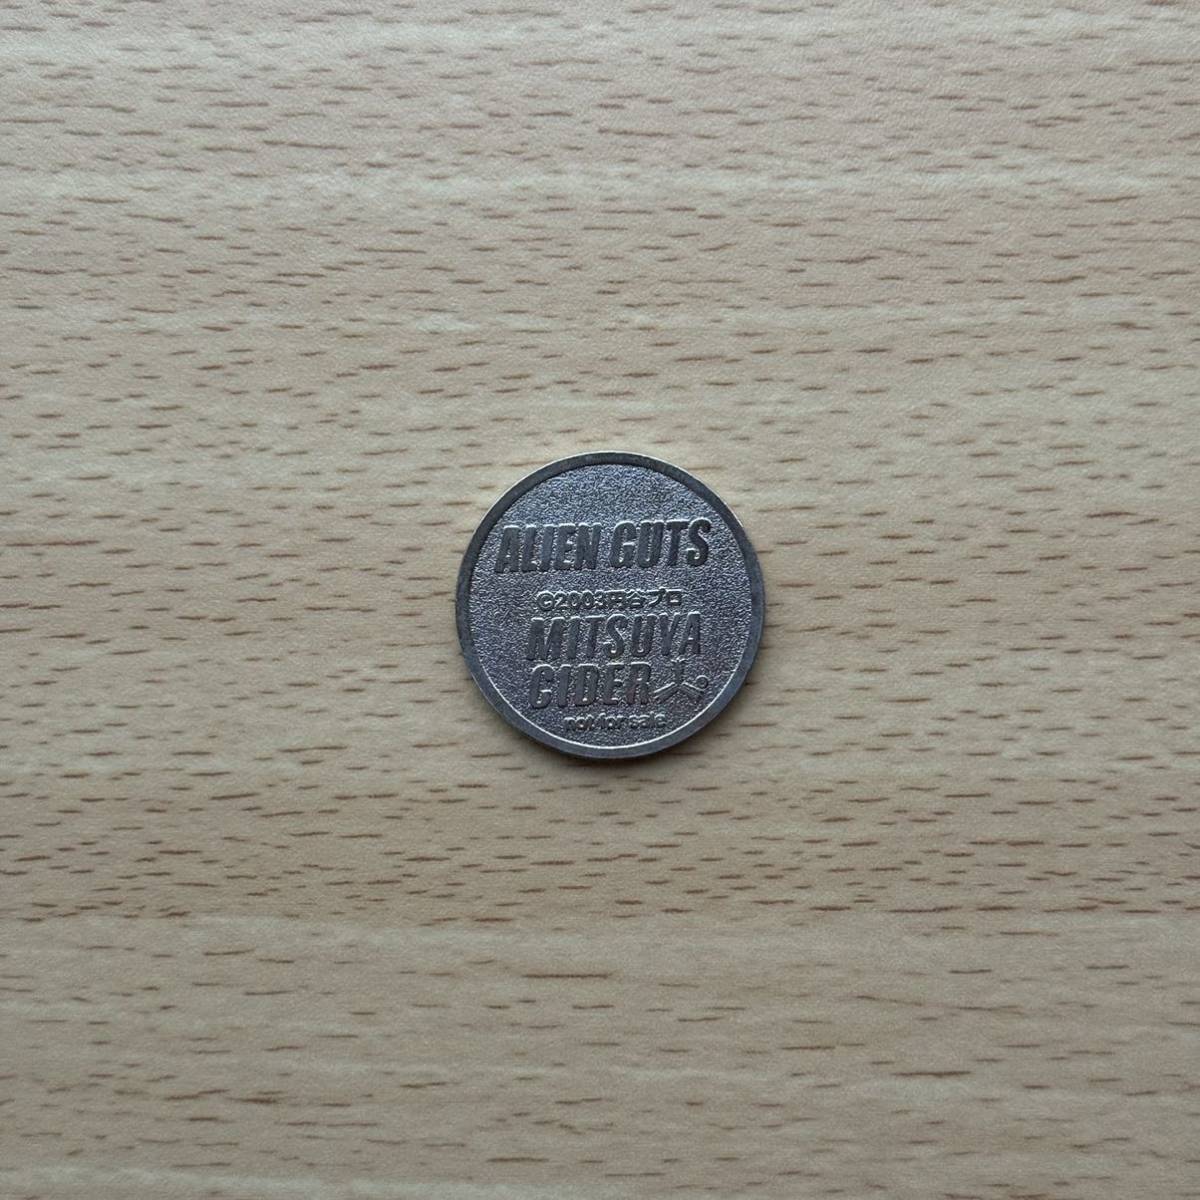 ALIEN GUTS
©2003円谷プロ
MITSUYA
CIDER
not for sale